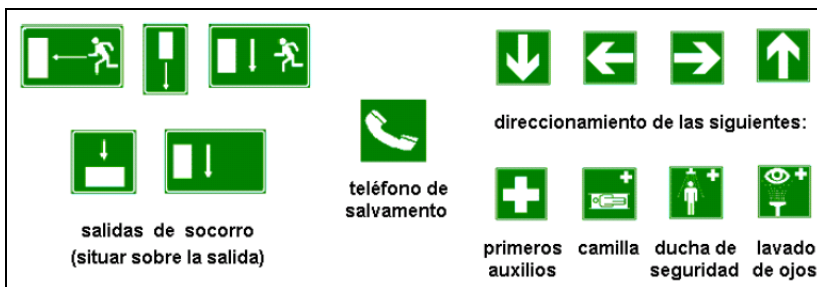 salidas de socorro
(situar sobre la salida)
teléfono de
salvamento
direccionamiento de las siguientes:
primeros
auxilios
camilla
ducha de
seguridad
lavado
de ojos